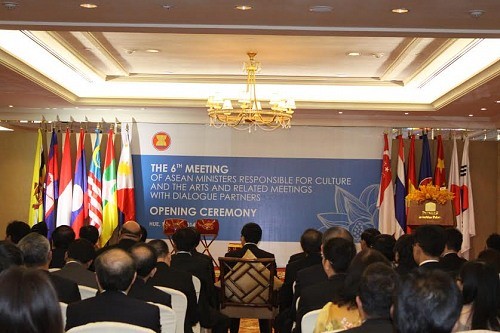 THE 6TH MEETING
OF ASEAN MINISTERS RESPONSIBLE FOR CULTURE
AND THE ARTS AND RELATED MEETINGS
WITH DIALOGUE PARTNERS
OPENING CEREMONY
HUE,